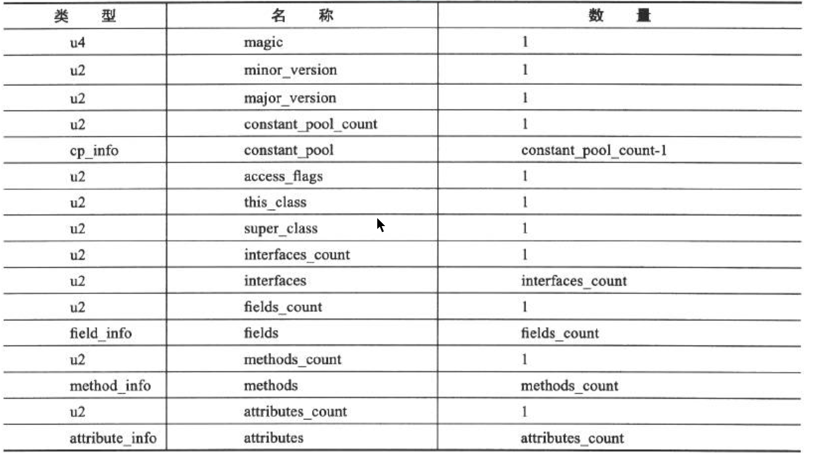 类 型 名 称 数 量
u4 magic 1
u2 minor_version 1
u2 major_version 1
u2 constant_pool_count 1
cp_info constant_pool constant_pool_count-1
u2 access_flags 1
u2 this_class 1
u2 super_class 1
u2 interfaces_count 1
u2 interfaces interfaces_count
u2 fields_count 1
field_info fields fields_count
u2 methods_count 1
method_info methods methods_count
u2 attributes_count 1
attribute_info attributes attributes_count